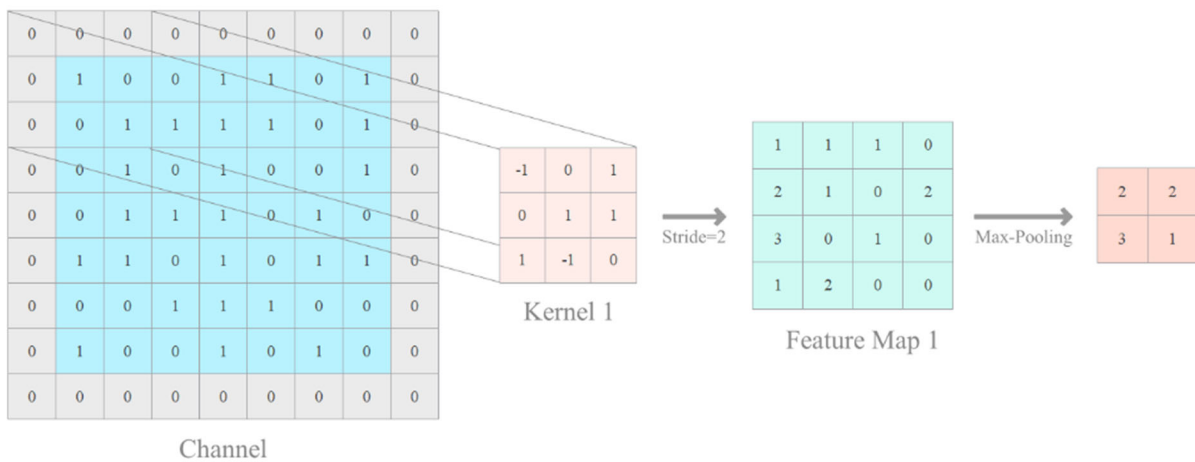 0 0 0 0 0 0 0 0 0
0 1 0 0 1 1 0 1 0
0 0 1 1 1 1 0 1 0
0 0 1 0 1 0 0 1 0
0 0 1 1 1 0 1 0 0
0 1 1 0 1 0 1 1 0
0 0 0 1 1 1 0 0 0
0 1 0 0 1 0 1 0 0
0 0 0 0 0 0 0 0 0
Channel
-1 0 1
0 1 1
1 -1 0
Kernel 1
Stride=2
1 1 1 0
2 1 0 2
3 0 1 0
1 2 0 0
Feature Map 1
Max-Pooling
2 2
3 1